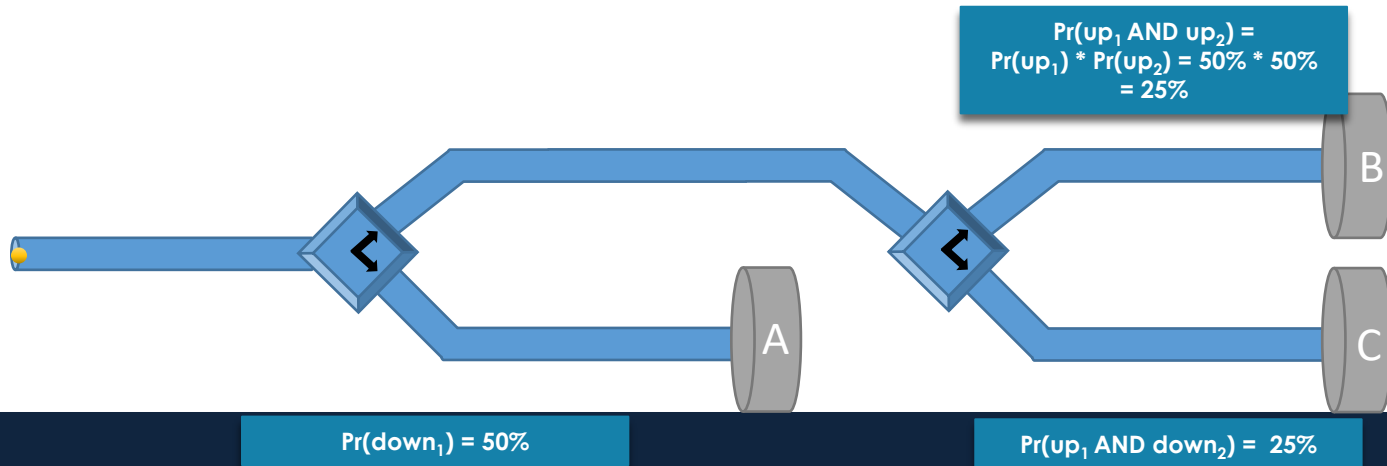 Pr(up₁ AND up₂) =
Pr(up₁) * Pr(up₂) = 50% * 50%
= 25%
B
A
C
Pr(down₁) = 50%
Pr(up₁ AND down₂) = 25%